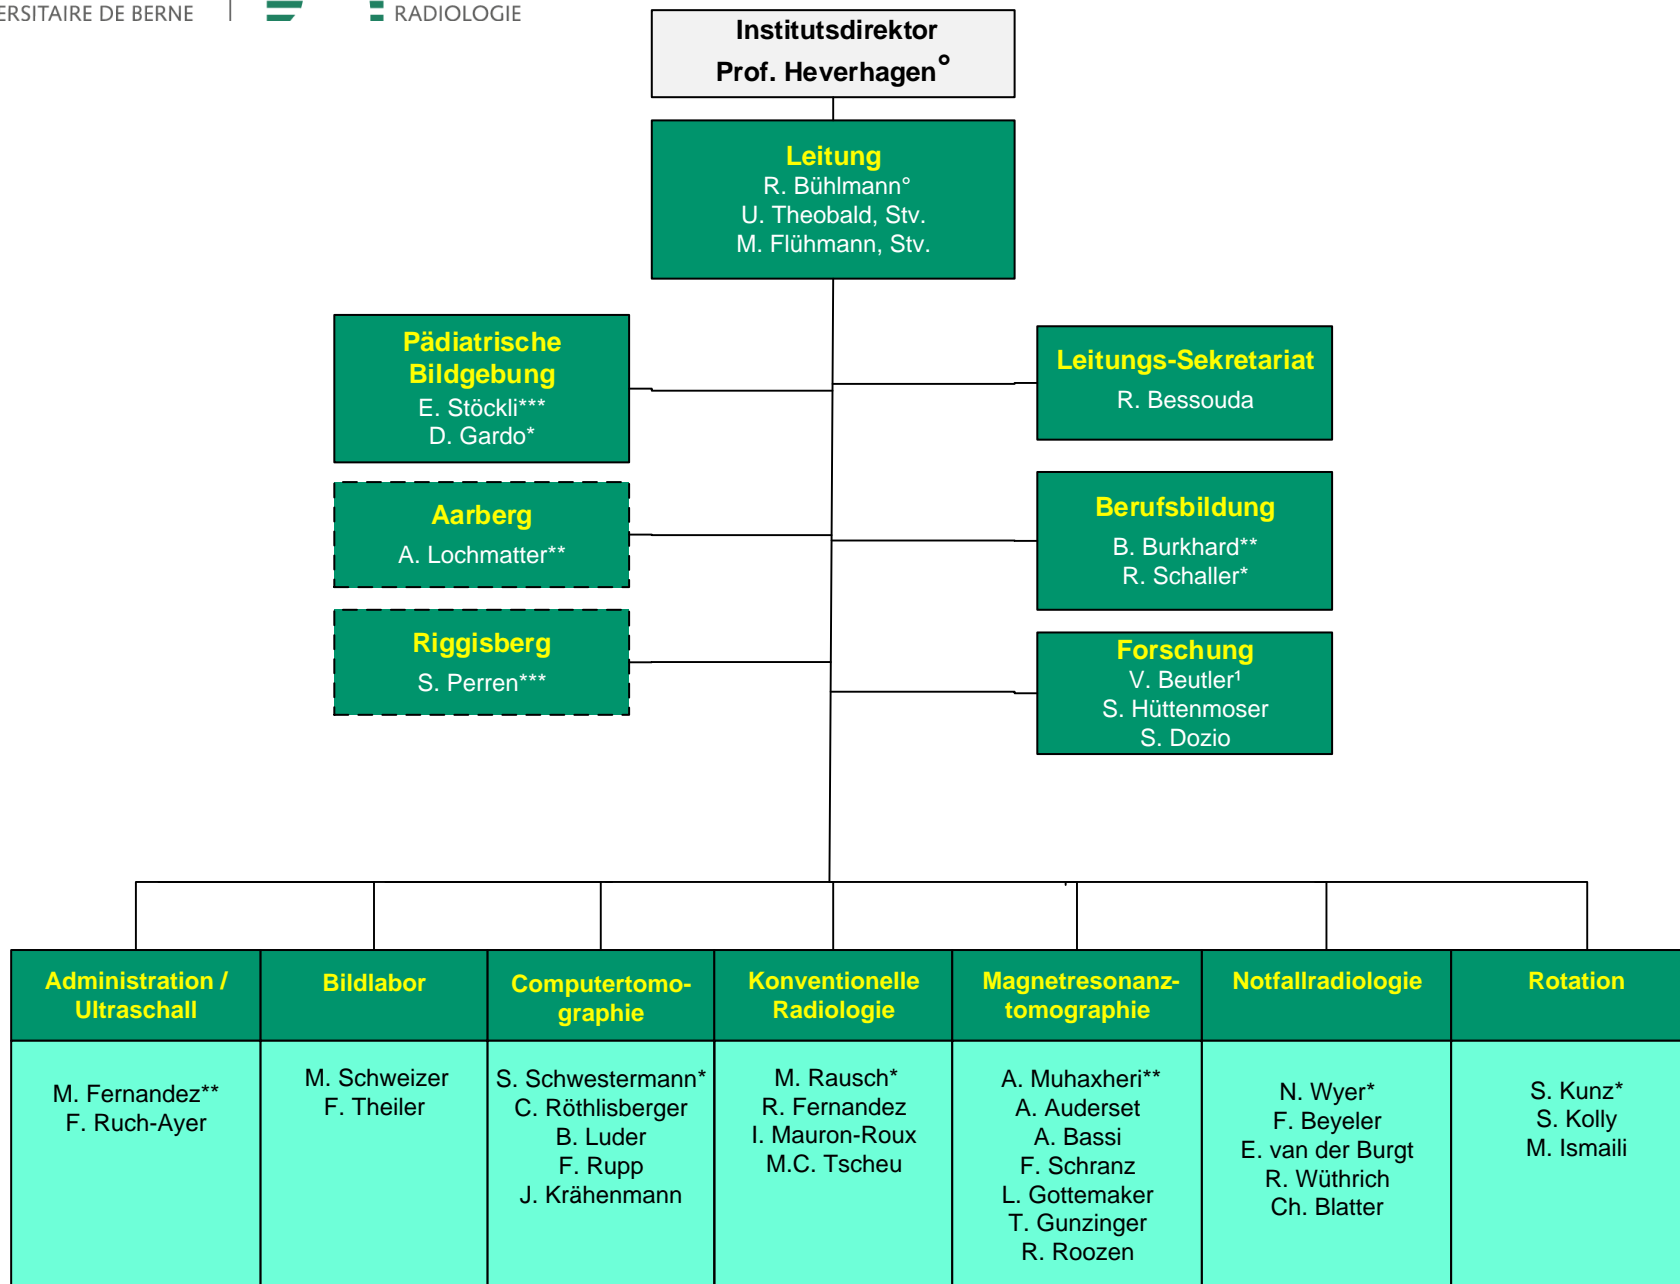 ERSITAIRE DE BERNE
RADIOLOGIE
Institutsdirektor
Prof. Heverhagen°
Leitung
R. Bühlmann°
U. Theobald, Stv.
M. Flühmann, Stv.
Pädiatrische
Bildgebung
E. Stöckli***
D. Gardo*
Leitungs-Sekretariat
R. Bessouda
Aarberg
A. Lochmatter**
Berufsbildung
B. Burkhard**
R. Schaller*
Riggisberg
S. Perren***
Forschung
V. Beutler¹
S. Hüttenmoser
S. Dozio
Administration /
Ultraschall
M. Fernandez**
F. Ruch-Ayer
Bildlabor
M. Schweizer
F. Theiler
Computertomo-
graphie
S. Schwestermann*
C. Röthlisberger
B. Luder
F. Rupp
J. Krähenmann
Konventionelle
Radiologie
M. Rausch*
R. Fernandez
I. Mauron-Roux
M.C. Tscheu
Magnetresonanz-
tomographie
A. Muhaxheri**
A. Auderset
A. Bassi
F. Schranz
L. Gottemaker
T. Gunzinger
R. Roozen
Notfallradiologie
N. Wyer*
F. Beyeler
E. van der Burgt
R. Wüthrich
Ch. Blatter
Rotation
S. Kunz*
S. Kolly
M. Ismaili